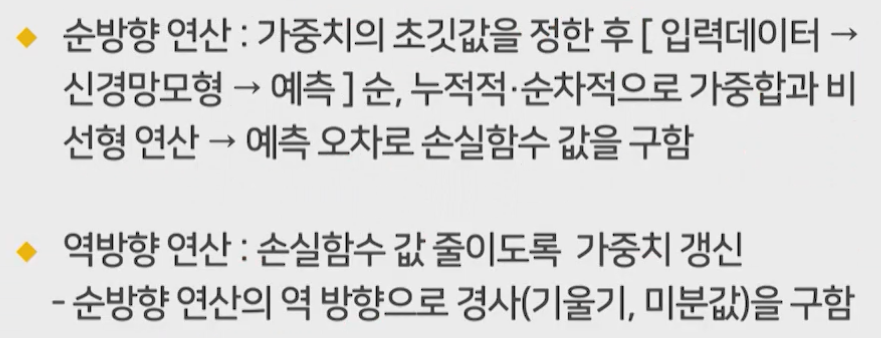 ◆ 순방향 연산 : 가중치의 초깃값을 정한 후 [ 입력데이터 →
신경망모형 → 예측 ] 순, 누적적·순차적으로 가중합과 비
선형 연산 → 예측 오차로 손실함수 값을 구함
◆ 역방향 연산 : 손실함수 값 줄이도록 가중치 갱신
- 순방향 연산의 역 방향으로 경사(기울기, 미분값)을 구함